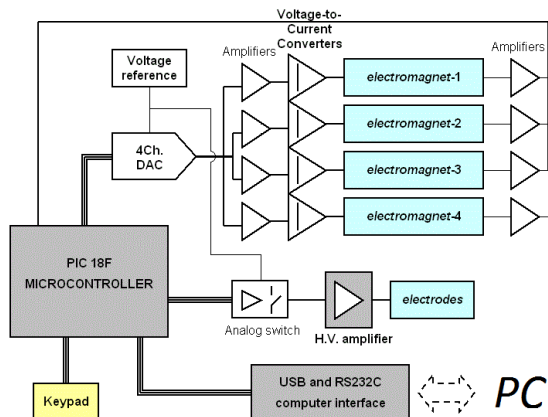 Voltage-to-
Current
Converters
Amplifiers
Amplifiers
Voltage
reference
4Ch.
DAC
electromagnet-1
electromagnet-2
electromagnet-3
electromagnet-4
PIC 18F
MICROCONTROLLER
Analog switch
H.V. amplifier
electrodes
Keypad
USB and RS232C
computer interface
PC